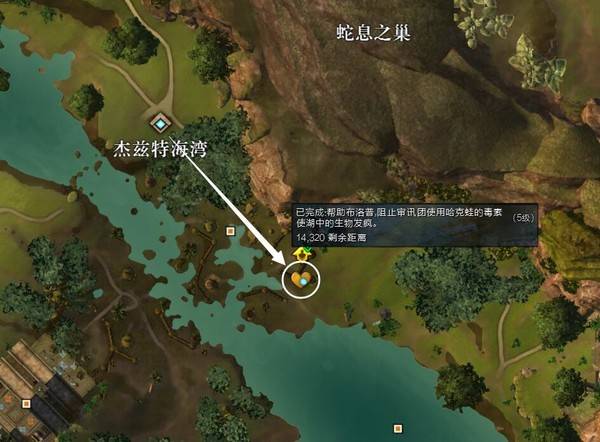 蛇息之巢
杰兹特海湾
已完成:帮助布洛普,阻止审讯团使用哈克蛙的毒素
使湖中的生物发疯。
(5级)
14,320 剩余距离